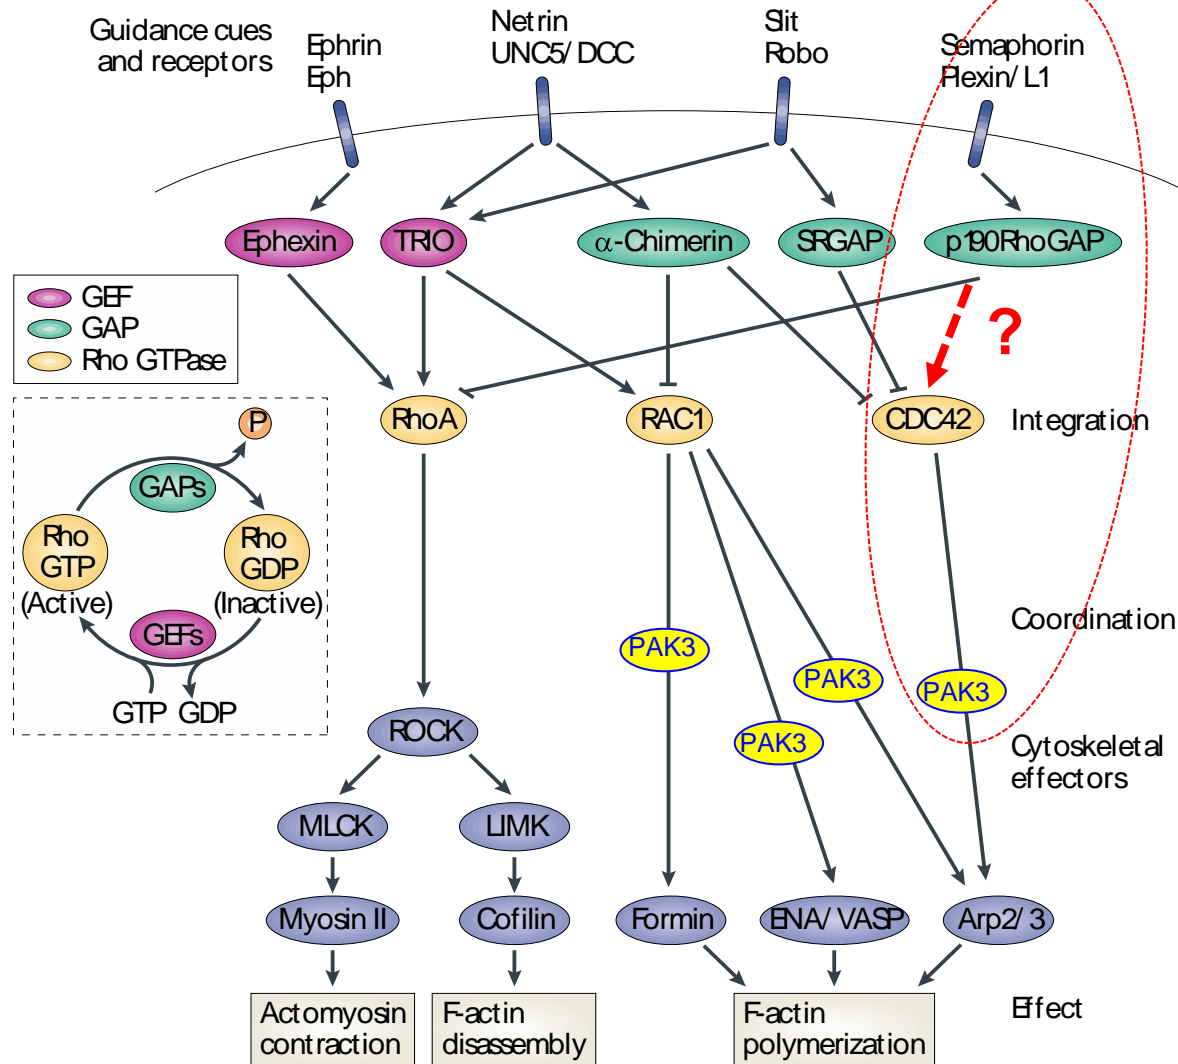 Guidance cues
and receptors
Ephrin
Eph
Netrin
UNC5/DCC
Slit
Robo
Semaphorin
Plexin/L1
Ephexin
TRIO
α-Chimerin
SRGAP
p190RhoGAP
GEF
GAP
Rho GTPase
?
RhoA
RAC1
CDC42
Integration
P
GAPs
Rho
GTP
(Active)
Rho
GDP
(Inactive)
GEFs
GTP
GDP
Coordination
PAK3
PAK3
PAK3
PAK3
ROCK
Cytoskeletal
effectors
MLCK
LIMK
Myosin II
Cofilin
Formin
ENA/VASP
Arp2/3
Actomyosin
contraction
F-actin
disassembly
F-actin
polymerization
Effect